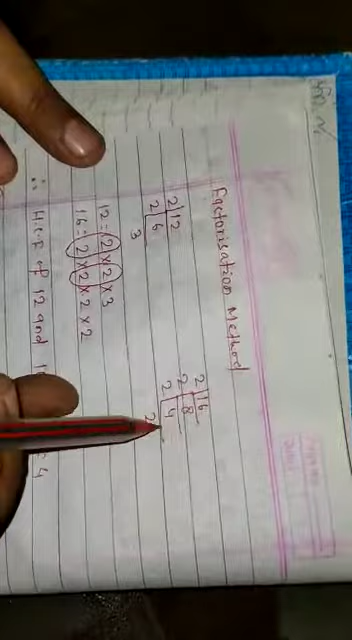 Factorisation Method
2 | 12
2 | 6
3
2 | 16
2 | 8
2 | 4
2
12 = 2 × 2 × 3
16 = 2 × 2 × 2 × 2
∴ H.C.F of 12 and 4